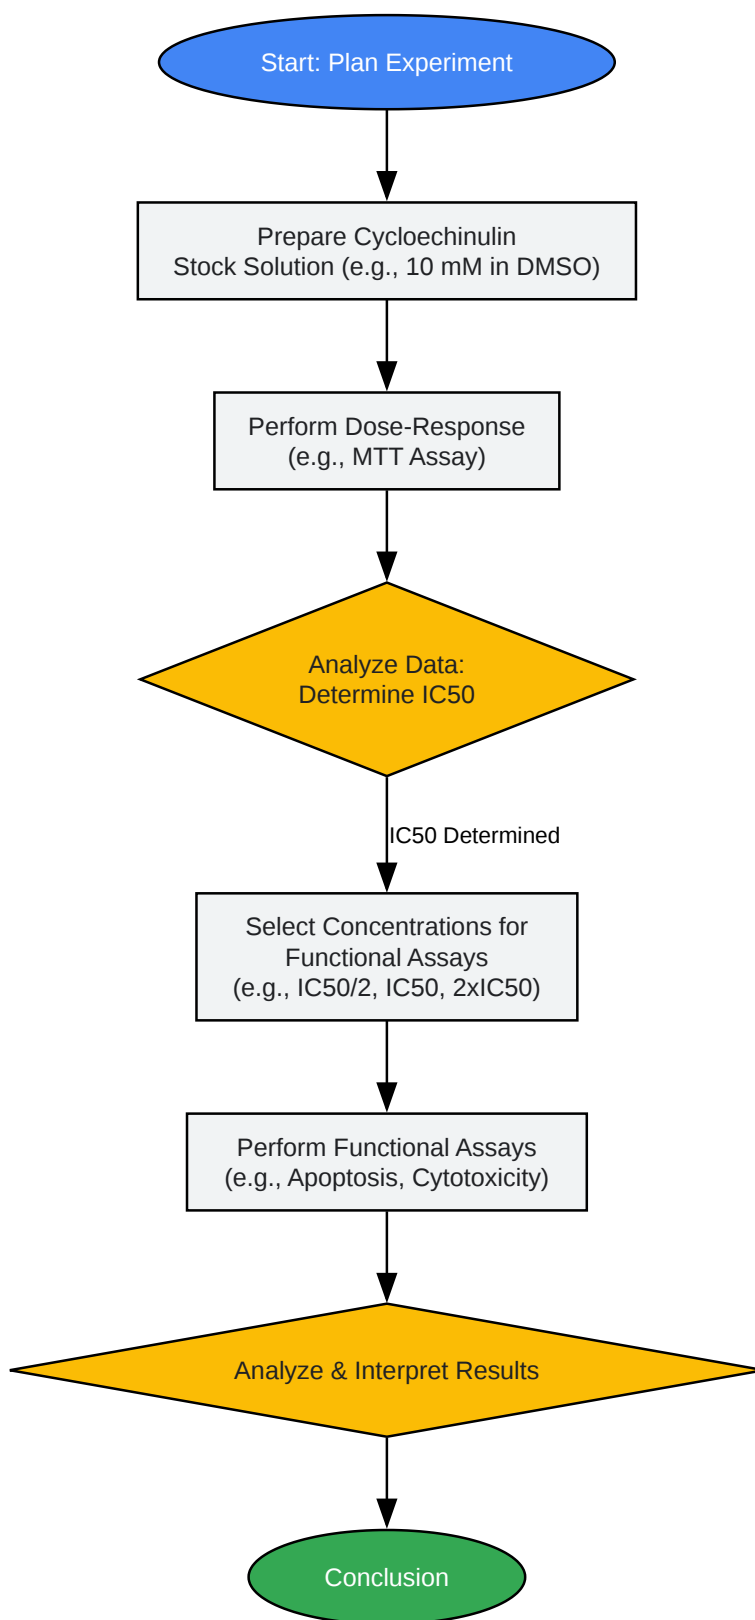 Start: Plan Experiment
Prepare Cycloechinulin
Stock Solution (e.g., 10 mM in DMSO)
Perform Dose-Response
(e.g., MTT Assay)
Analyze Data:
Determine IC50
IC50 Determined
Select Concentrations for
Functional Assays
(e.g., IC50/2, IC50, 2xIC50)
Perform Functional Assays
(e.g., Apoptosis, Cytotoxicity)
Analyze & Interpret Results
Conclusion